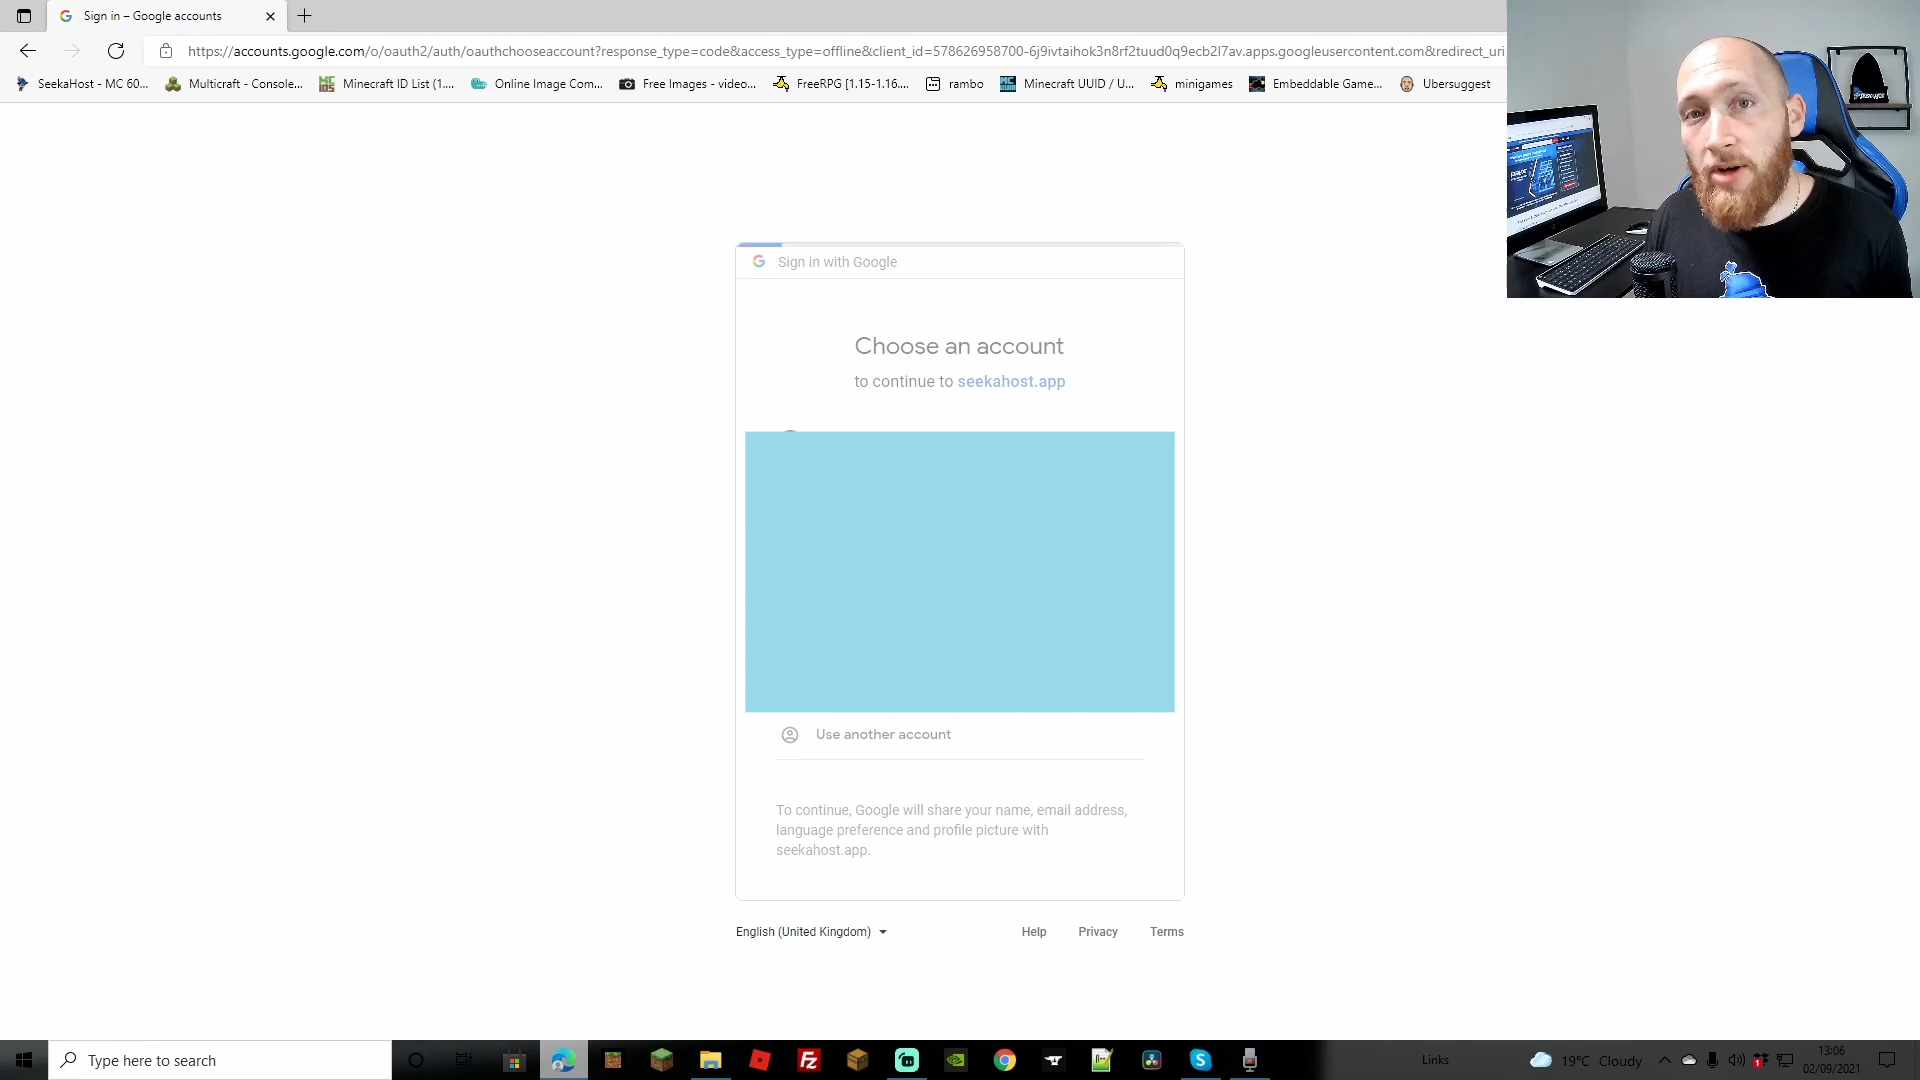 Sign in – Google accounts
https://accounts.google.com/o/oauth2/auth/oauthchooseaccount?response_type=code&access_type=offline&client_id=578626958700-6j9ivtaihok3n8rf2tuud0q9ecb2l7av.apps.googleusercontent.com&redirect_uri
SeekaHost - MC 60... Multicraft - Console... Minecraft ID List (1.... Online Image Com... Free Images - video... FreeRPG [1.15-1.16.... rambo Minecraft UUID / U... minigames Embeddable Game... Ubersuggest
Sign in with Google
Choose an account
to continue to seekahost.app
Use another account
To continue, Google will share your name, email address,
language preference and profile picture with
seekahost.app.
English (United Kingdom) Help Privacy Terms
Type here to search Links 19°C Cloudy 13:06
02/09/2021